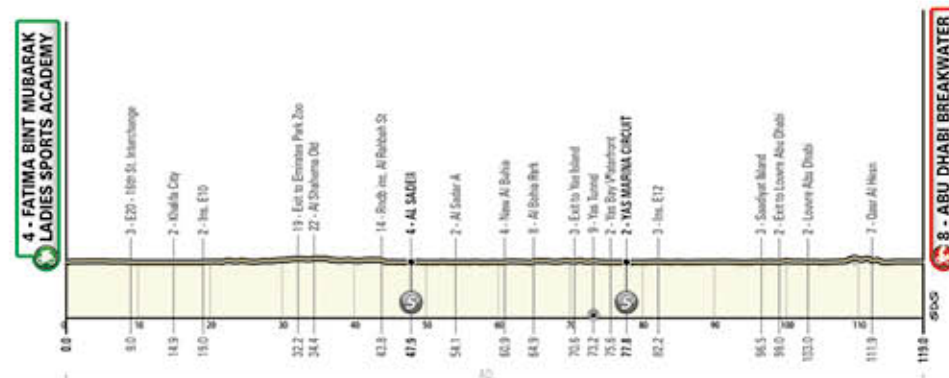 4 - FATIMA BINT MUBARAK
LADIES SPORTS ACADEMY
3 - E20 - 16th St. Interchange
2 - Khalifa City
2 - Ins. E10
19 - Exit to Emirates Park Zoo
22 - Al Shahama Old
14 - Rndb ins. Al Rahbah St
4 - AL SADER
2 - Al Sadar A
4 - New Al Bahia
8 - Al Bahia Park
3 - Exit to Yas Island
9 - Yas Tunnel
2 - Yas Bay Waterfront
2 - YAS MARINA CIRCUIT
3 - Ins. E12
3 - Saadiyat Island
2 - Exit to Louvre Abu Dhabi
2 - Louvre Abu Dhabi
7 - Qasr Al Hosn
8 - ABU DHABI BREAKWATER
S
S
SDS
0
10
20
30
40
50
60
70
80
90
100
110
0.0
9.0
14.9
19.0
32.2
34.4
43.8
47.9
54.1
60.9
64.9
70.6
73.2
75.6
77.8
82.2
96.5
99.0
103.0
111.9
119.0
AD